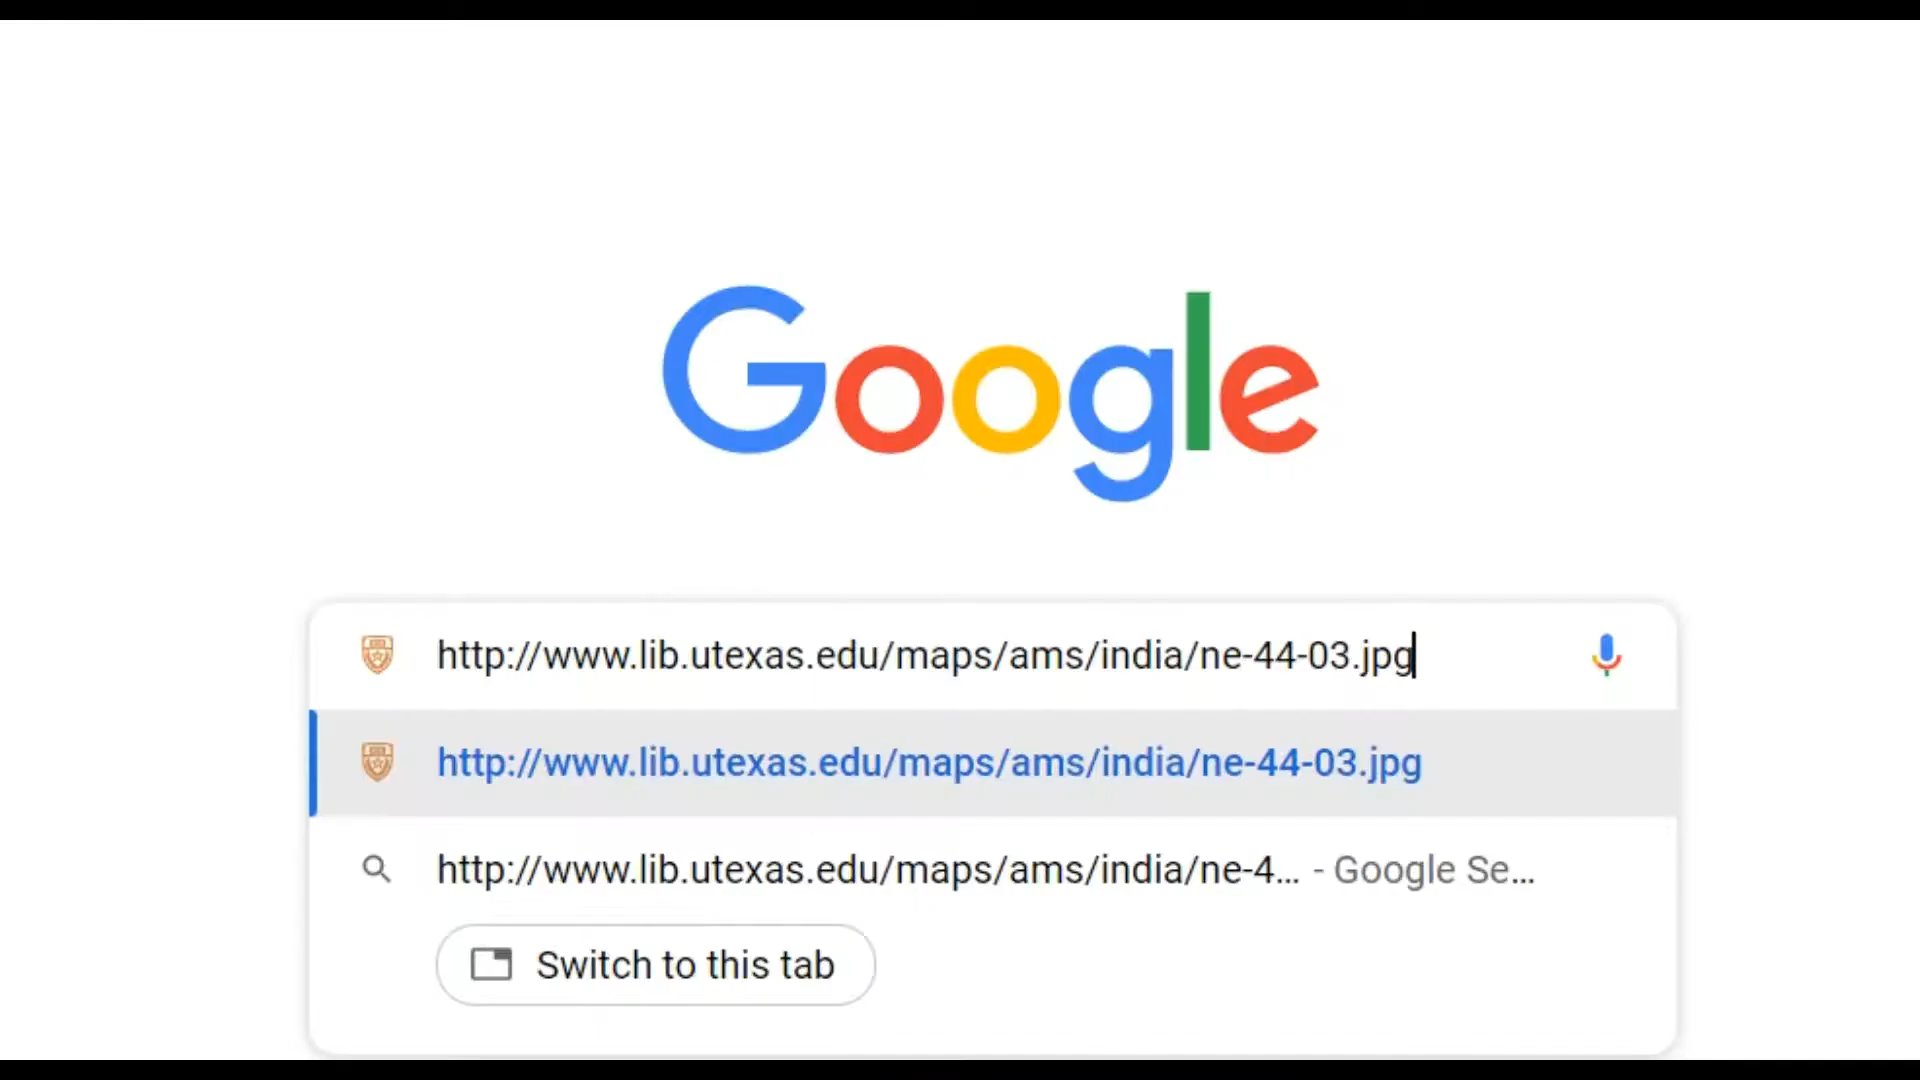 Google
http://www.lib.utexas.edu/maps/ams/india/ne-44-03.jpg
http://www.lib.utexas.edu/maps/ams/india/ne-44-03.jpg
http://www.lib.utexas.edu/maps/ams/india/ne-4... - Google Se...
Switch to this tab